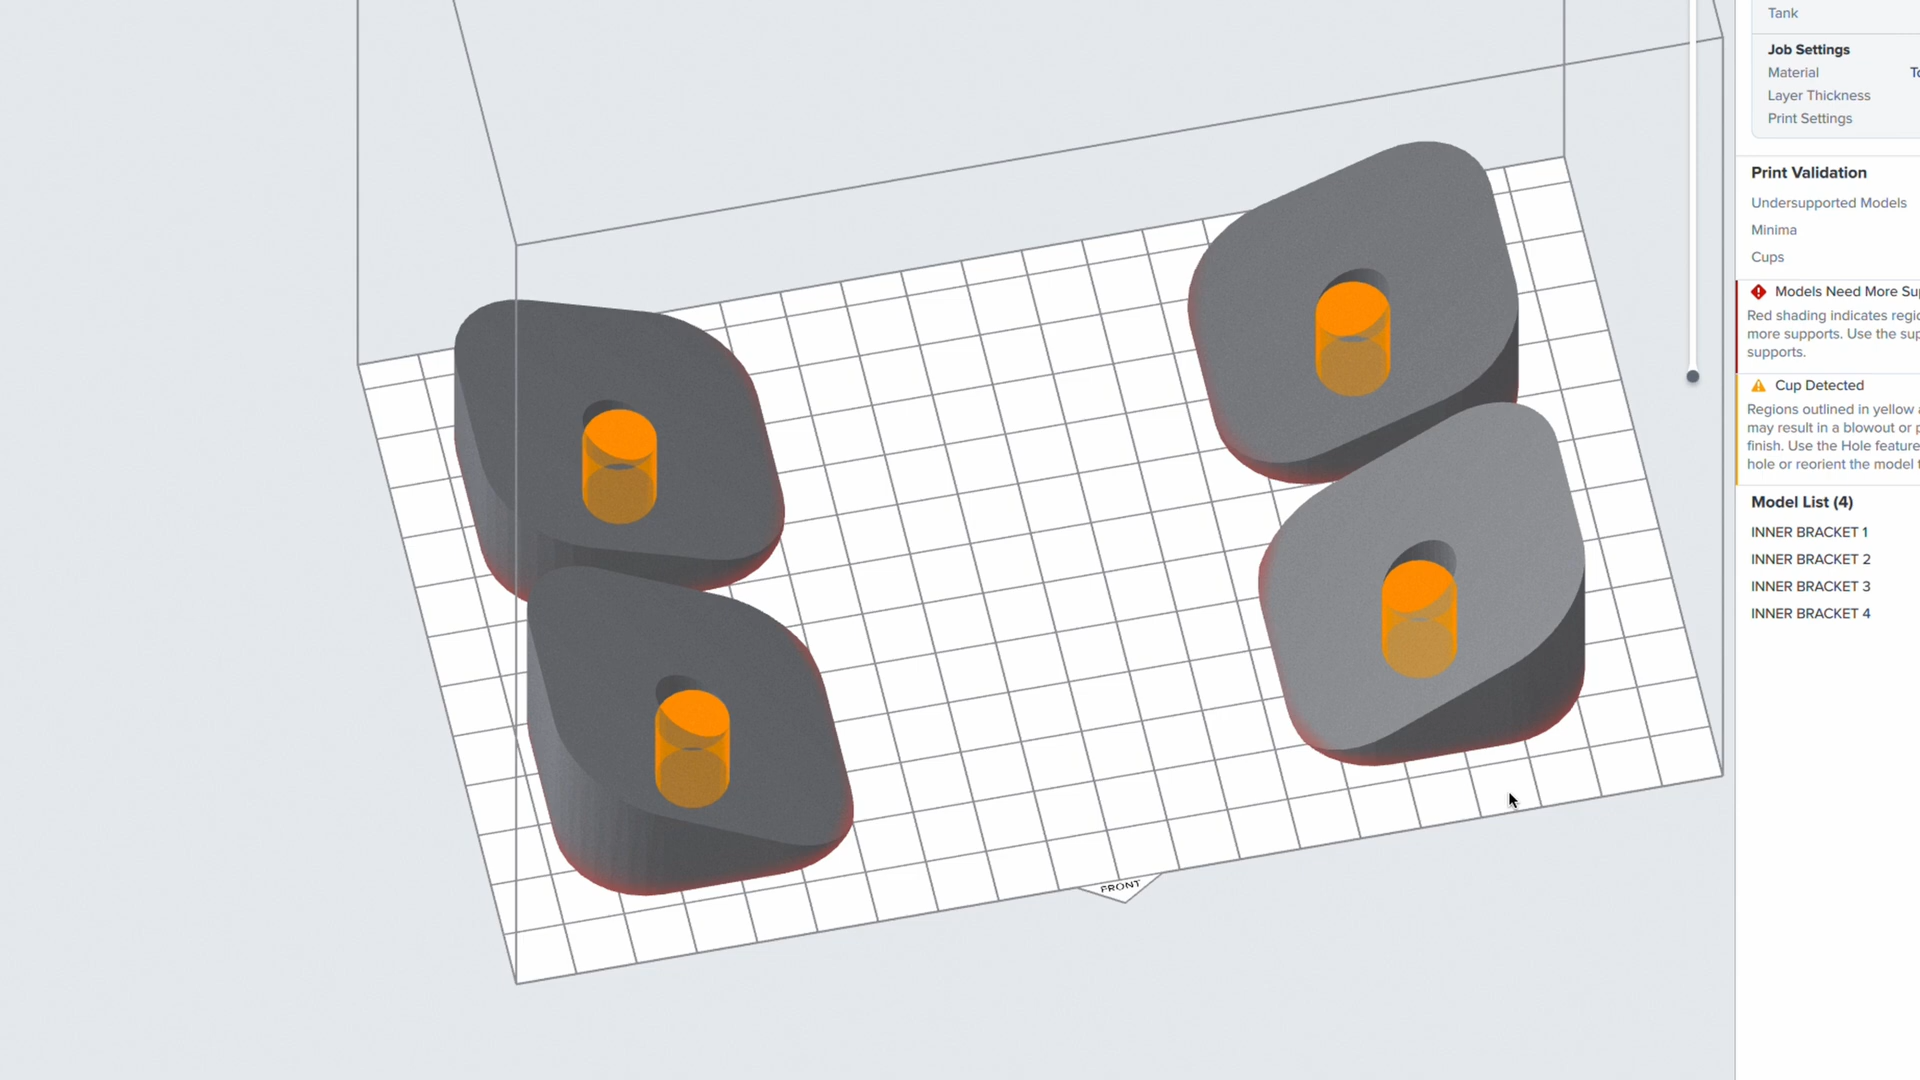 Tank
Job Settings
Material
Layer Thickness
Print Settings
Print Validation
Undersupported Models
Minima
Cups
Models Need More
Red shading indicates
more supports. Use the
supports.
Cup Detected
Regions outlined in yellow
may result in a blowout or
finish. Use the Hole feature
hole or reorient the model
Model List (4)
INNER BRACKET 1
INNER BRACKET 2
INNER BRACKET 3
INNER BRACKET 4
FRONT